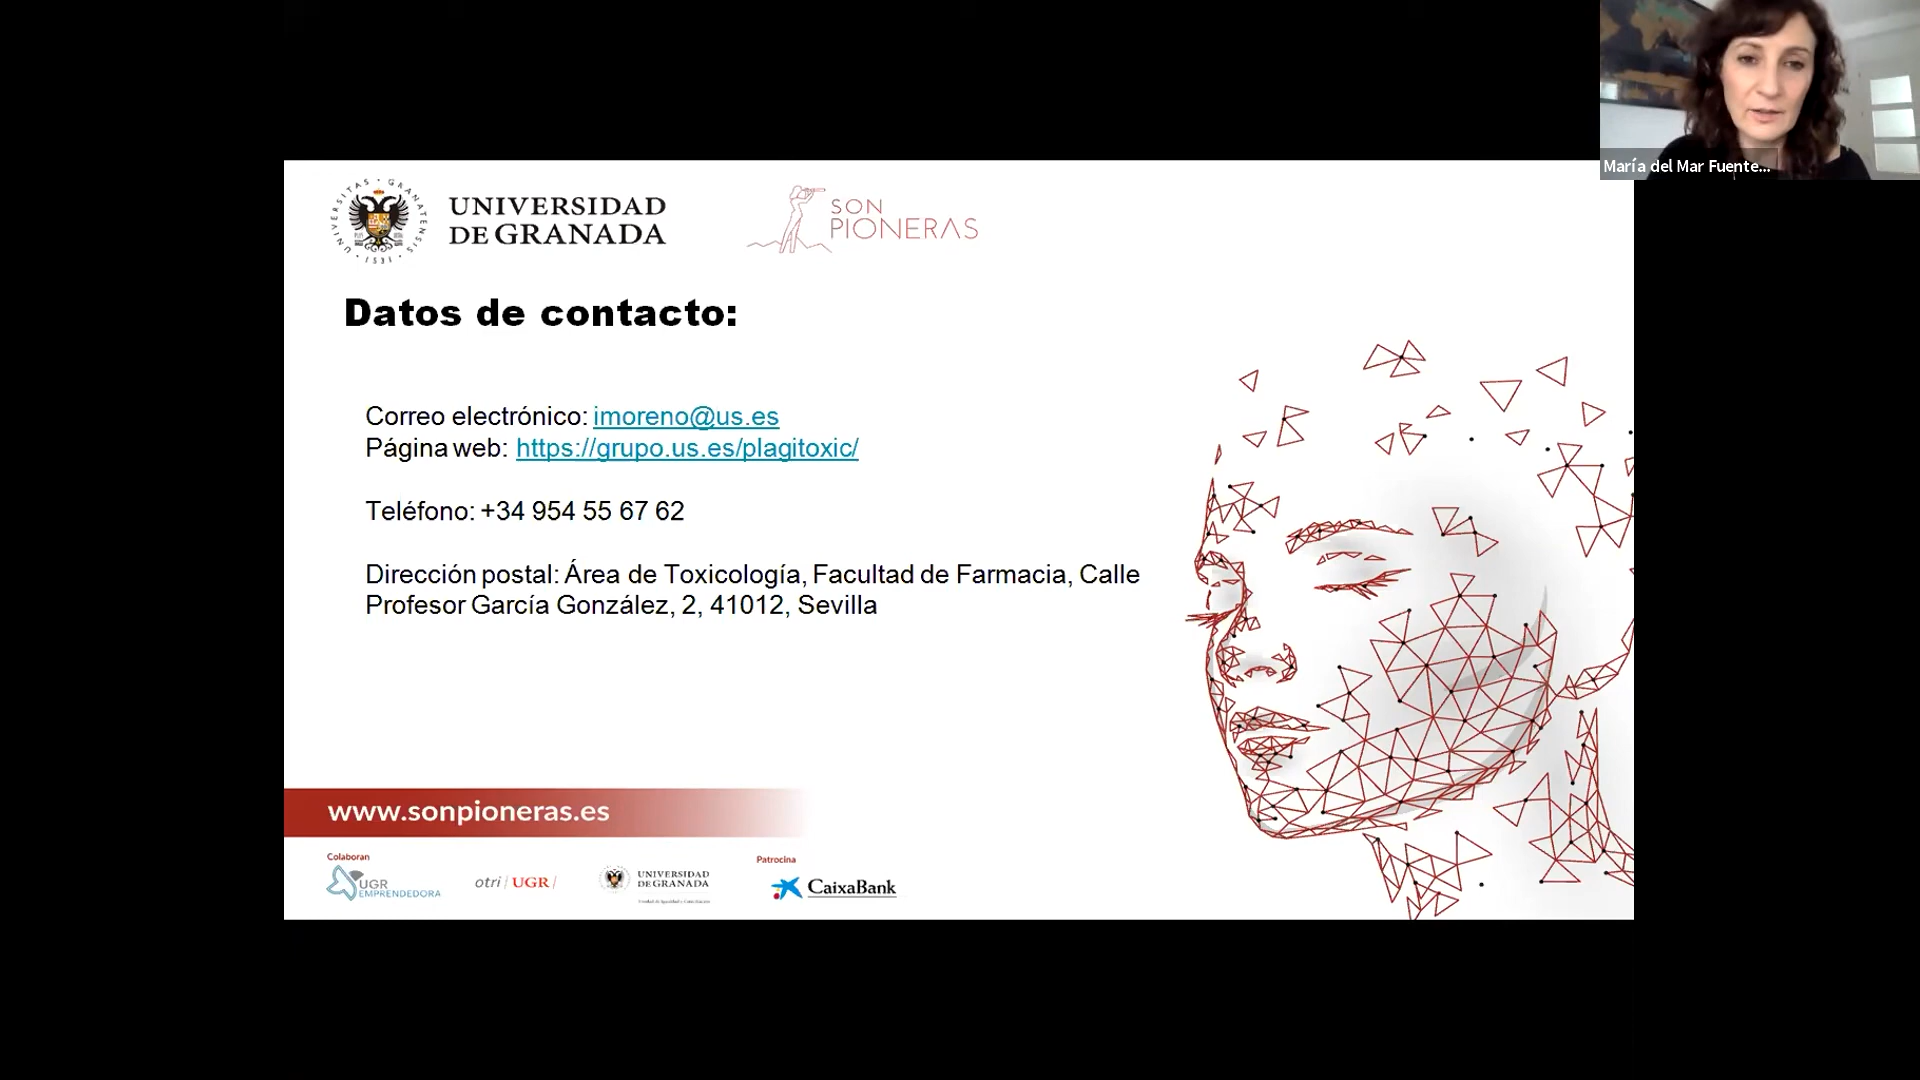 María del Mar Fuente...
UNIVERSITAS · GRANATENSIS · 1531 ·
UNIVERSIDAD
DE GRANADA
SON
PIONERAS
Datos de contacto:
Correo electrónico: imoreno@us.es
Página web: https://grupo.us.es/plagitoxic/
Teléfono: +34 954 55 67 62
Dirección postal: Área de Toxicología, Facultad de Farmacia, Calle
Profesor García González, 2, 41012, Sevilla
www.sonpioneras.es
Colaboran
Patrocina
UGR
EMPRENDEDORA
otri/UGR/
UNIVERSIDAD
DE GRANADA
CaixaBank